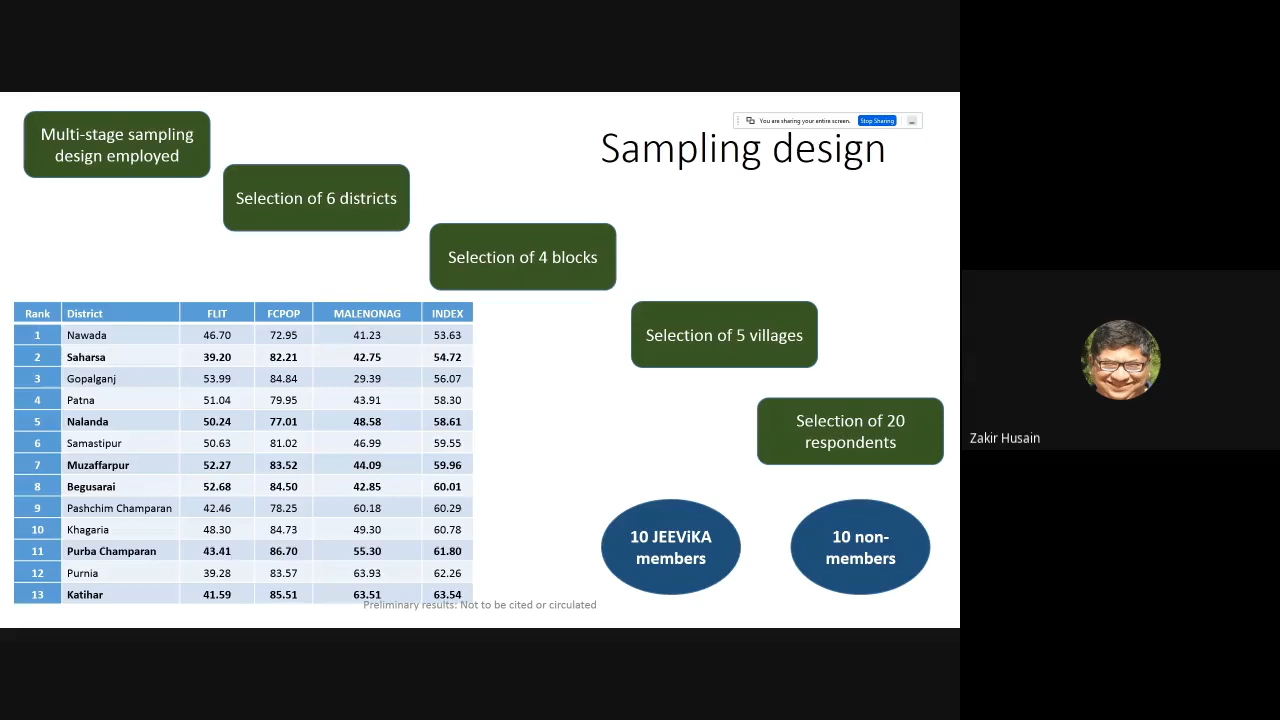 You are sharing your entire screen. Stop Sharing
Sampling design
Multi-stage sampling
design employed
Selection of 6 districts
Selection of 4 blocks
Selection of 5 villages
Selection of 20
respondents
10 JEEViKA
members
10 non-
members
Rank District FLIT FCPOP MALENONAG INDEX
1 Nawada 46.70 72.95 41.23 53.63
2 Saharsa 39.20 82.21 42.75 54.72
3 Gopalganj 53.99 84.84 29.39 56.07
4 Patna 51.04 79.95 43.91 58.30
5 Nalanda 50.24 77.01 48.58 58.61
6 Samastipur 50.63 81.02 46.99 59.55
7 Muzaffarpur 52.27 83.52 44.09 59.96
8 Begusarai 52.68 84.50 42.85 60.01
9 Pashchim Champaran 42.46 78.25 60.18 60.29
10 Khagaria 48.30 84.73 49.30 60.78
11 Purba Champaran 43.41 86.70 55.30 61.80
12 Purnia 39.28 83.57 63.93 62.26
13 Katihar 41.59 85.51 63.51 63.54
Preliminary results: Not to be cited or circulated
Zakir Husain